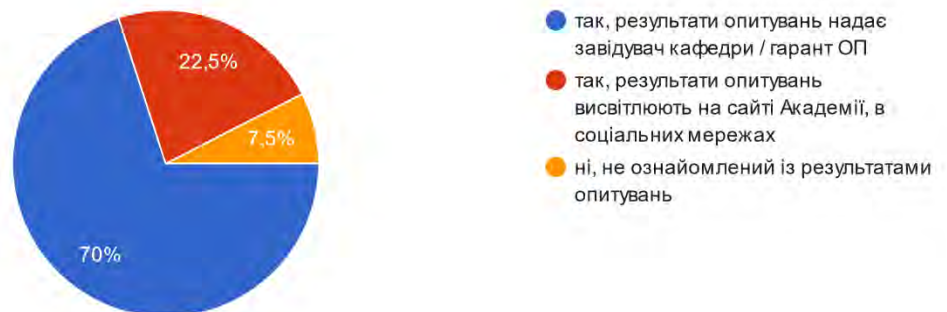 22,5%
7,5%
70%
так, результати опитувань надає
завідувач кафедри / гарант ОП
так, результати опитувань
висвітлюють на сайті Академії, в
соціальних мережах
ні, не ознайомлений із результатами
опитувань